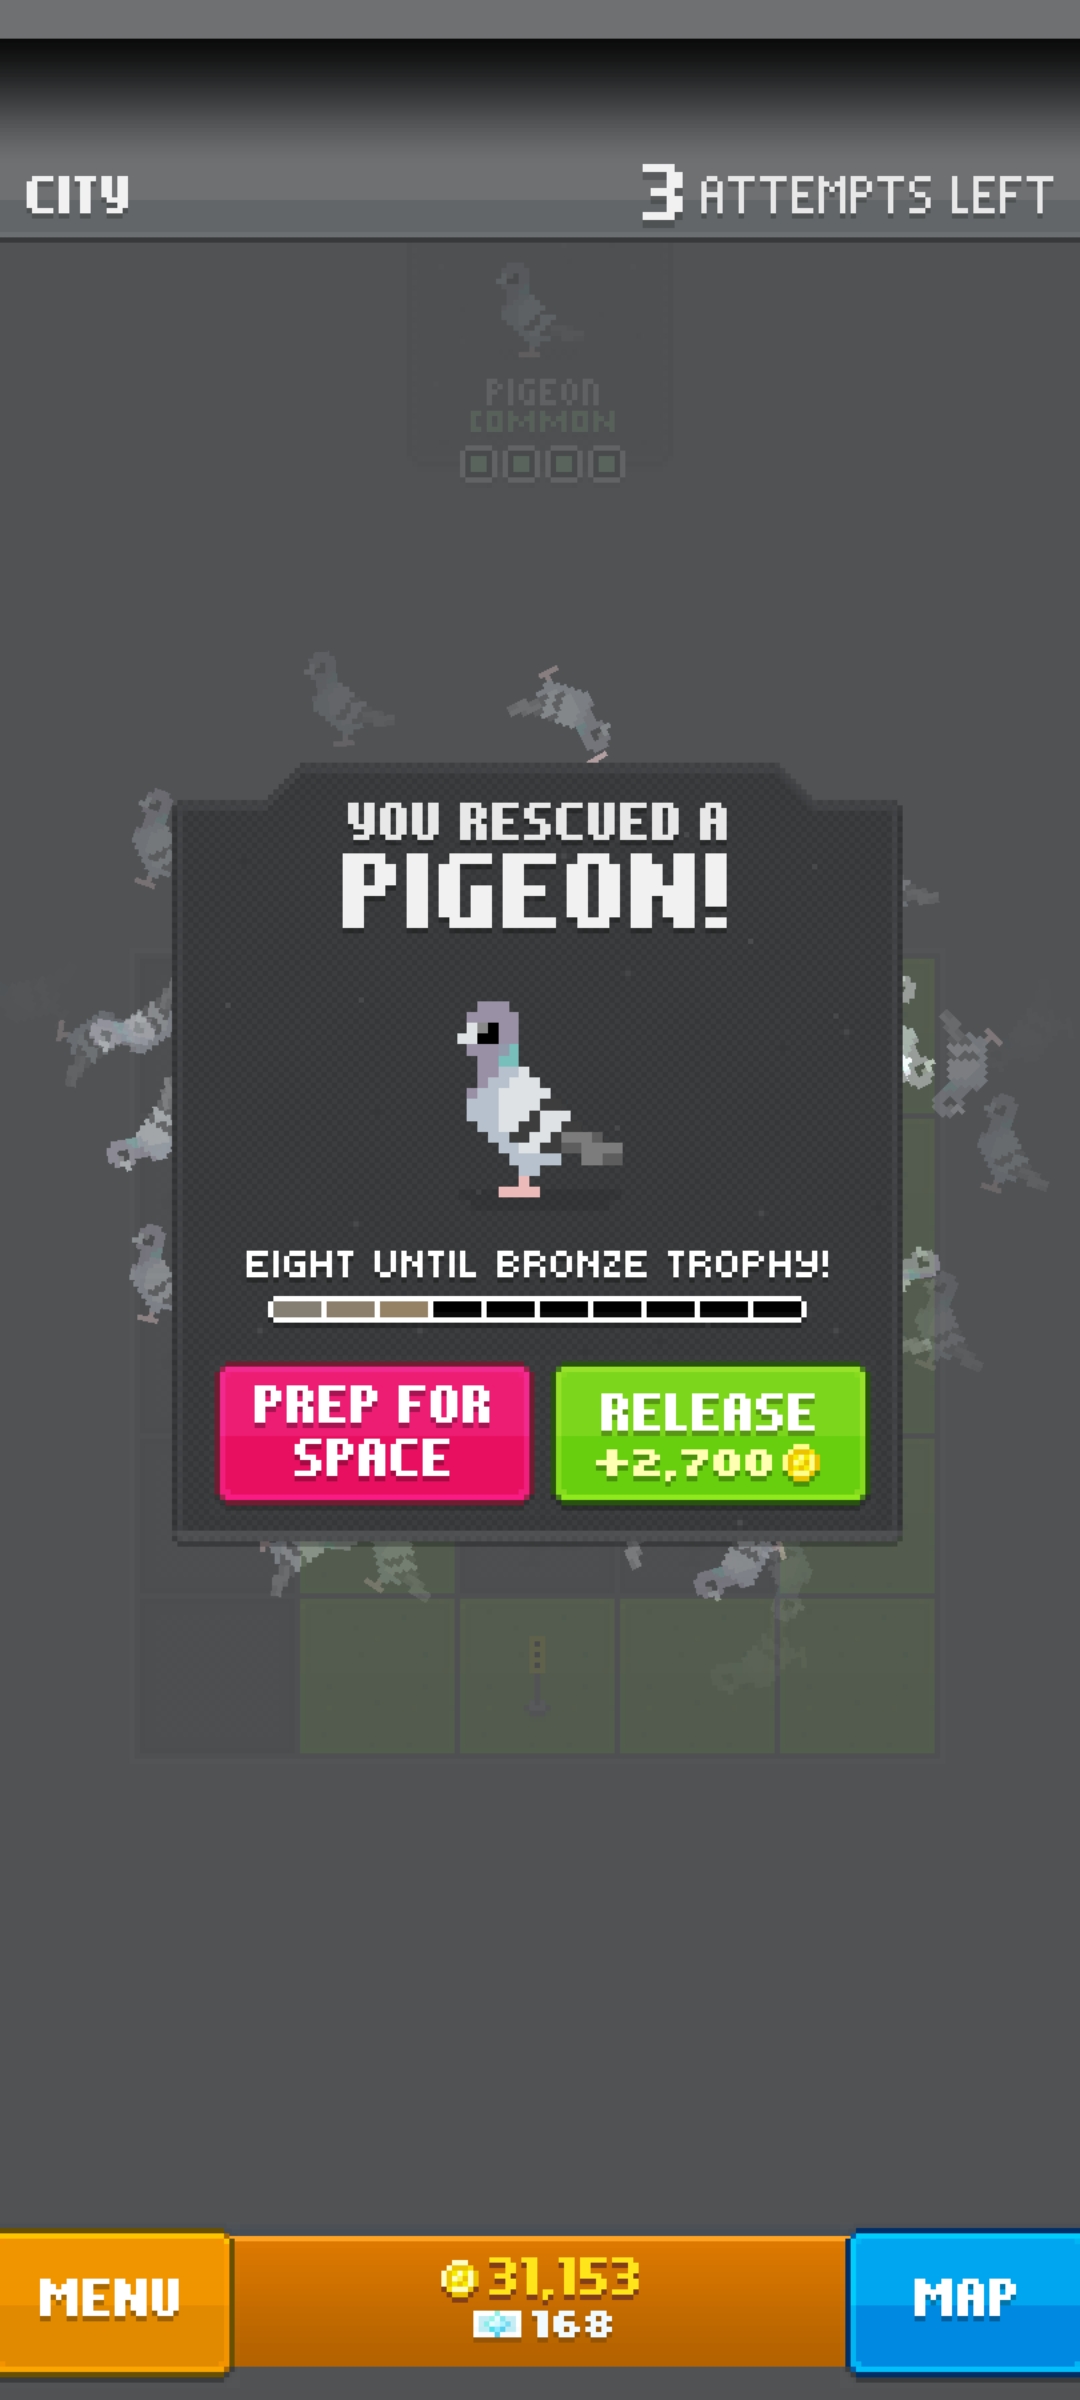 CITY
3 ATTEMPTS LEFT
PIGEON
COMMON
YOU RESCUED A
PIGEON!
EIGHT UNTIL BRONZE TROPHY!
PREP FOR
SPACE
RELEASE
+2,700
MENU
31,153
168
MAP